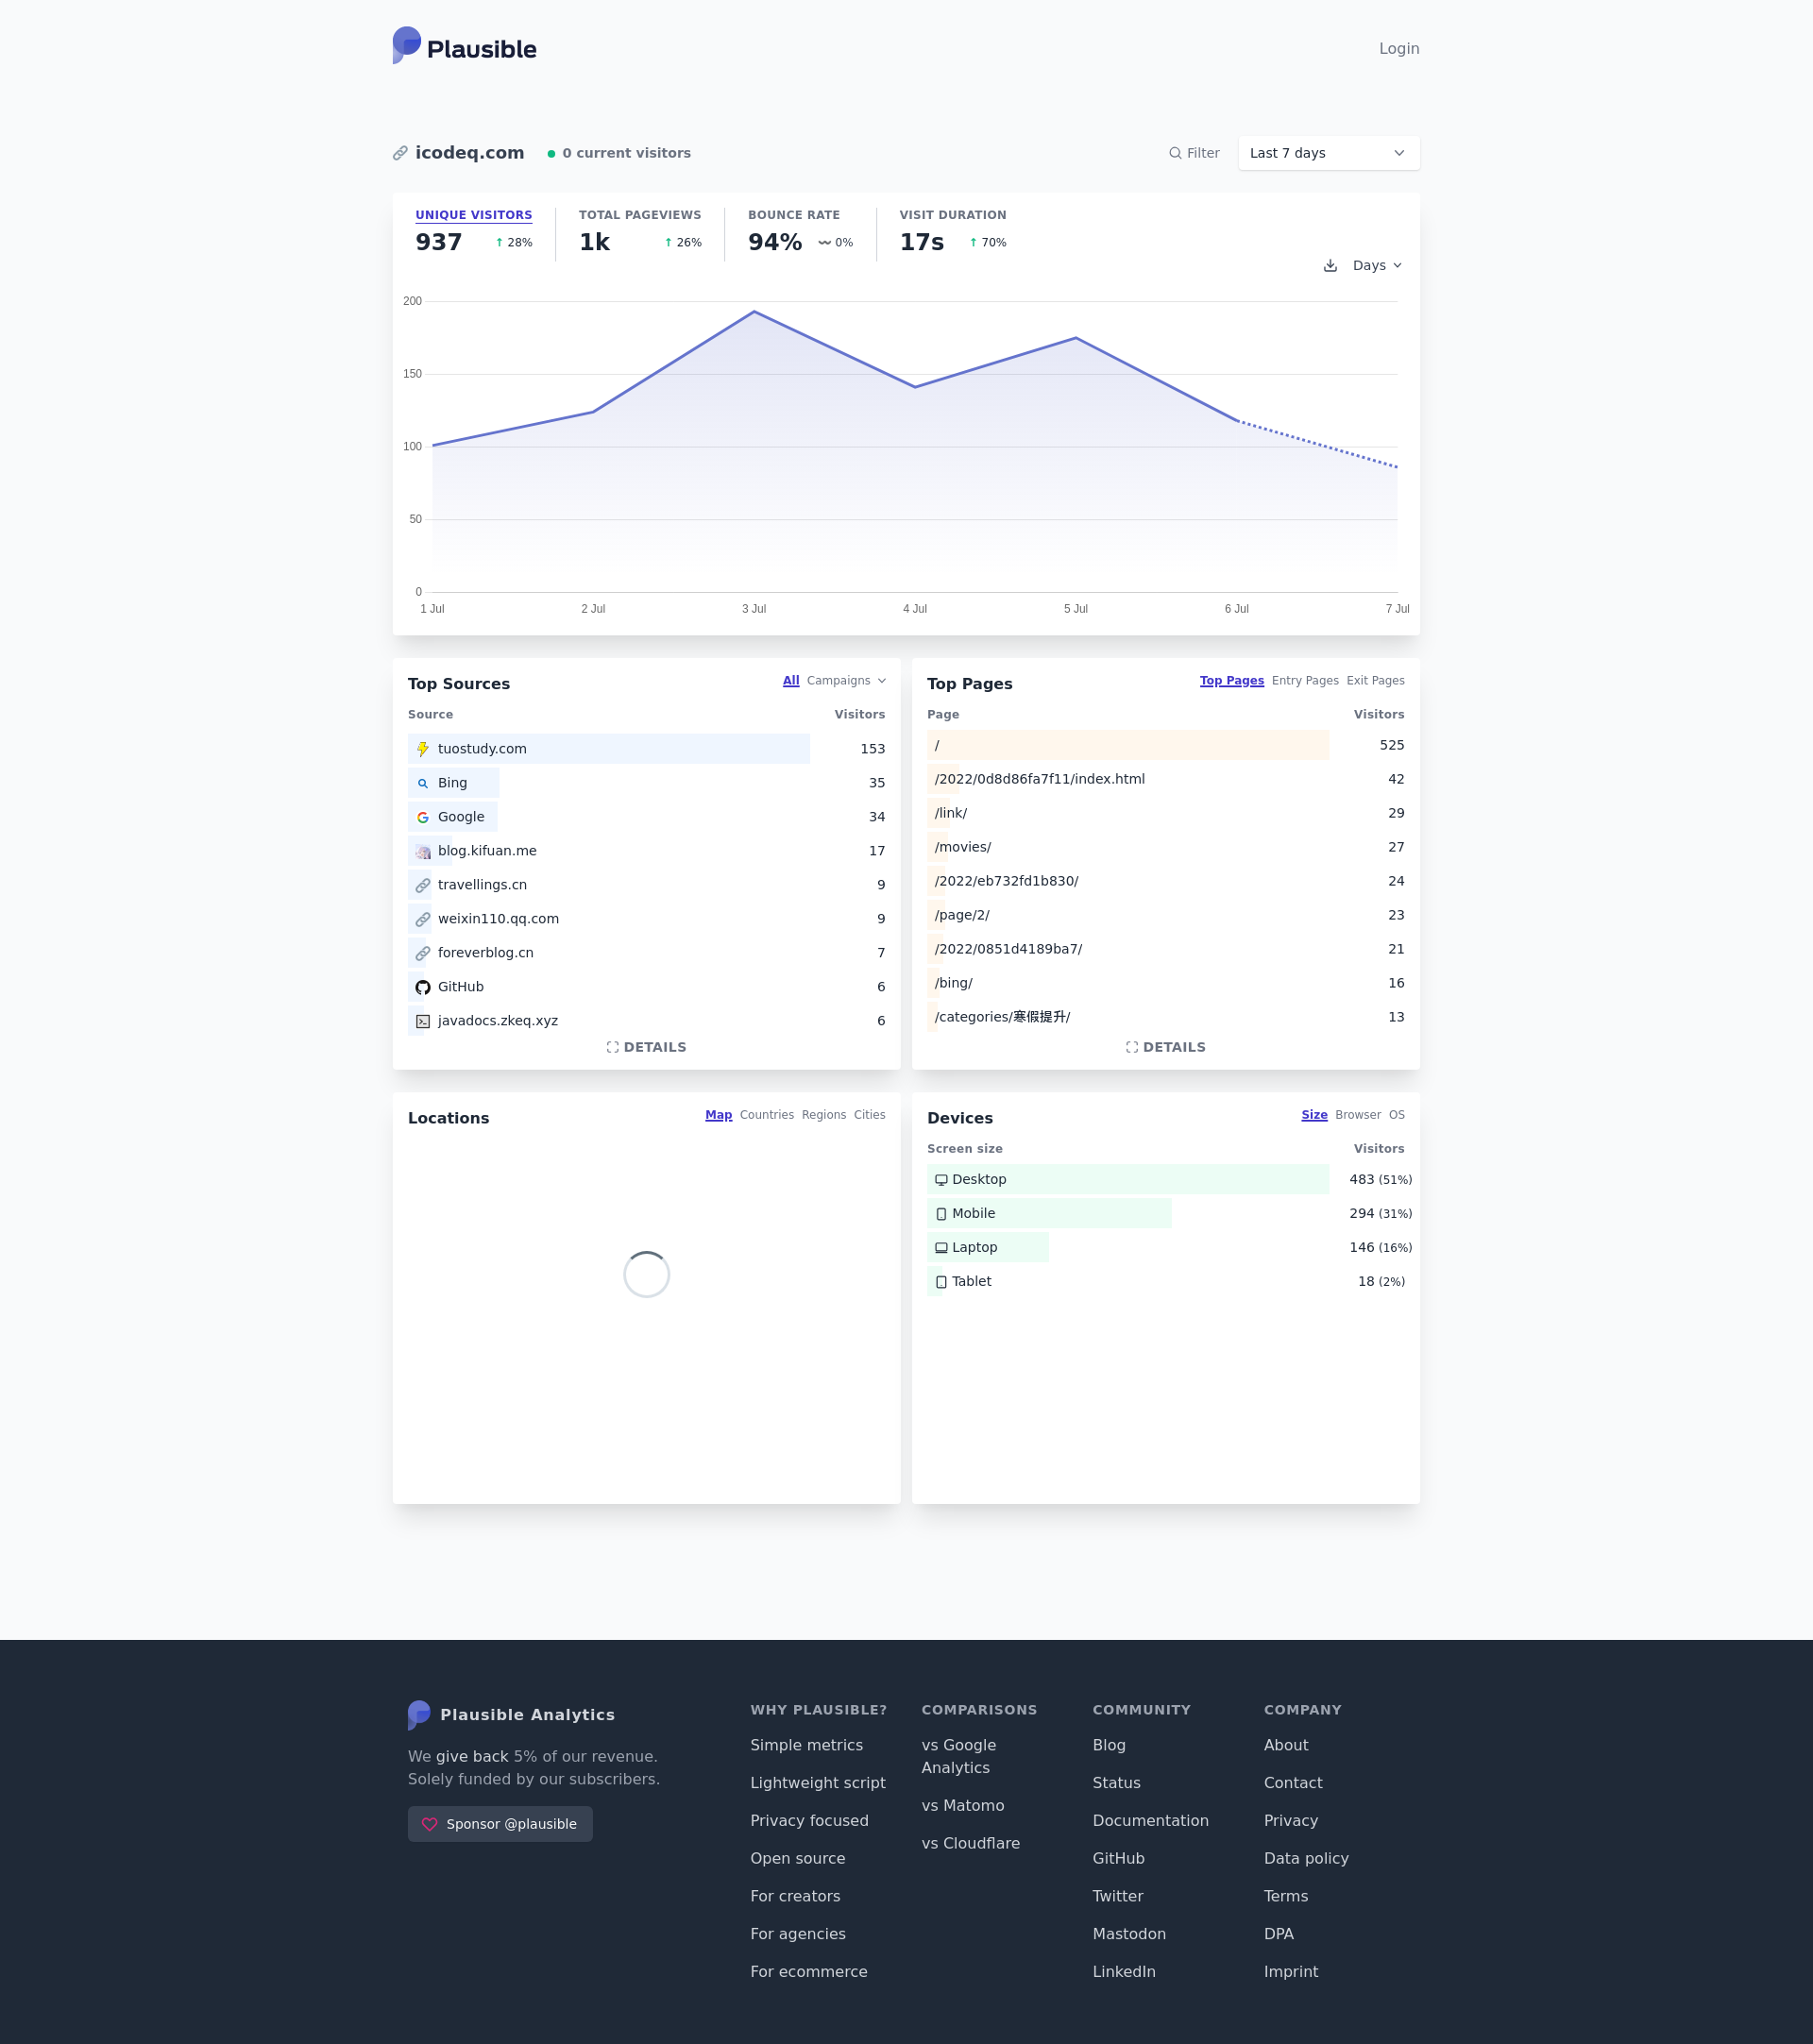 Plausible
Login
icodeq.com
0 current visitors
Filter
Last 7 days
UNIQUE VISITORS
937
↑ 28%
TOTAL PAGEVIEWS
1k
↑ 26%
BOUNCE RATE
94%
〰 0%
VISIT DURATION
17s
↑ 70%
Days
200
150
100
50
0
1 Jul
2 Jul
3 Jul
4 Jul
5 Jul
6 Jul
7 Jul
Top Sources
All Campaigns
Source Visitors
tuostudy.com 153
Bing 35
Google 34
blog.kifuan.me 17
travellings.cn 9
weixin110.qq.com 9
foreverblog.cn 7
GitHub 6
javadocs.zkeq.xyz 6
DETAILS
Top Pages
Top Pages Entry Pages Exit Pages
Page Visitors
/ 525
/2022/0d8d86fa7f11/index.html 42
/link/ 29
/movies/ 27
/2022/eb732fd1b830/ 24
/page/2/ 23
/2022/0851d4189ba7/ 21
/bing/ 16
/categories/寒假提升/ 13
DETAILS
Locations
Map Countries Regions Cities
Devices
Size Browser OS
Screen size Visitors
Desktop 483 (51%)
Mobile 294 (31%)
Laptop 146 (16%)
Tablet 18 (2%)
Plausible Analytics
We give back 5% of our revenue.
Solely funded by our subscribers.
Sponsor @plausible
WHY PLAUSIBLE?
Simple metrics
Lightweight script
Privacy focused
Open source
For creators
For agencies
For ecommerce
COMPARISONS
vs Google
Analytics
vs Matomo
vs Cloudflare
COMMUNITY
Blog
Status
Documentation
GitHub
Twitter
Mastodon
LinkedIn
COMPANY
About
Contact
Privacy
Data policy
Terms
DPA
Imprint